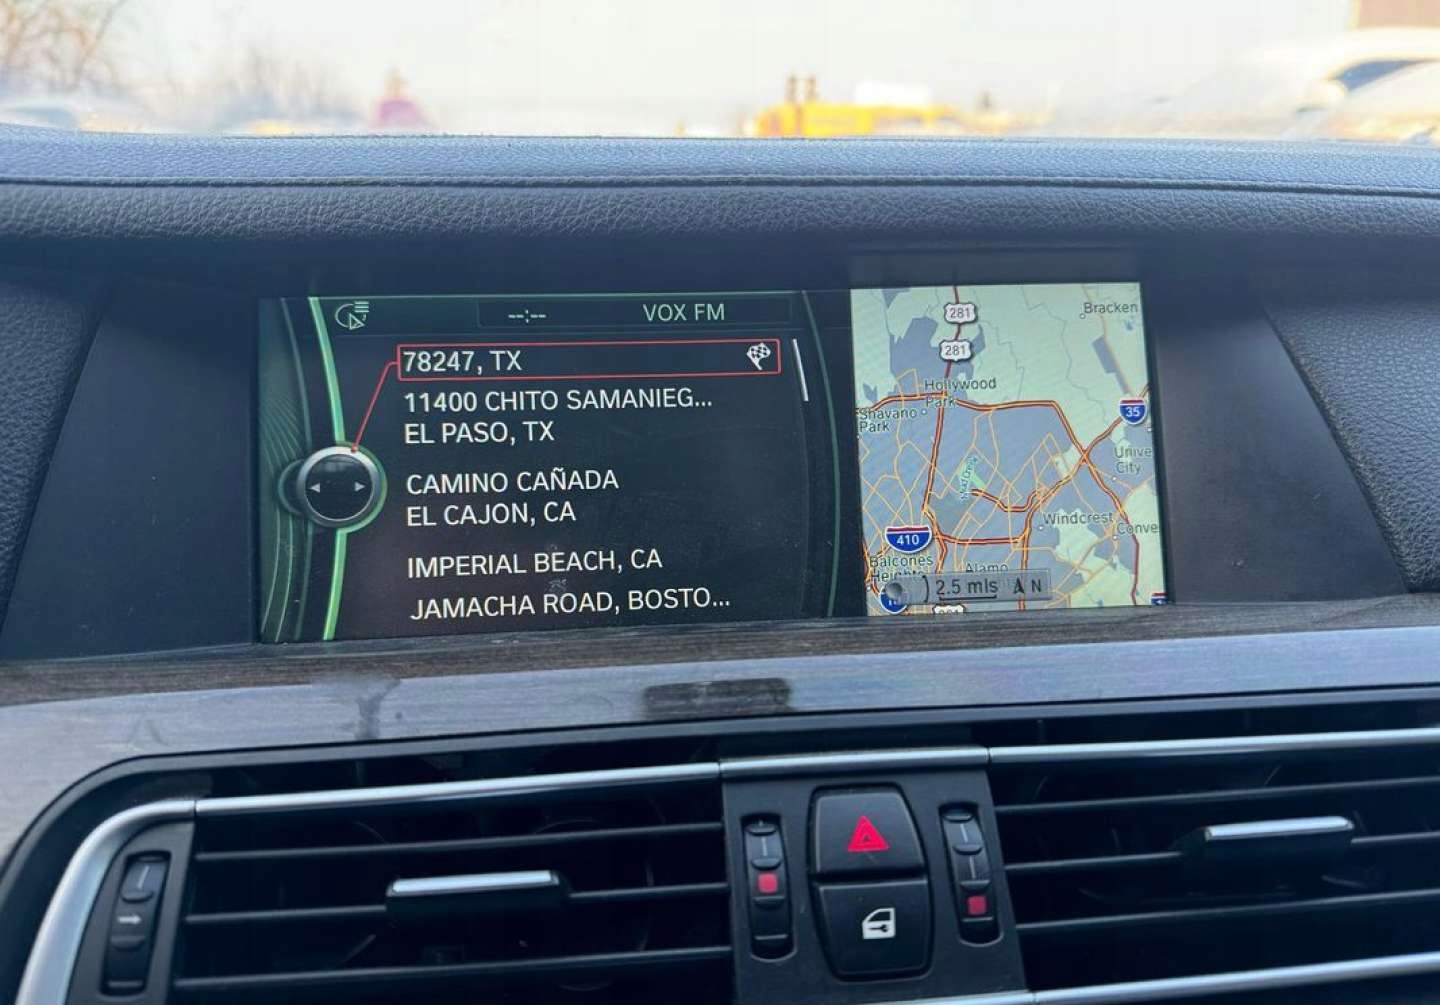 --:-- VOX FM
78247, TX
11400 CHITO SAMANIEG...
EL PASO, TX
CAMINO CAÑADA
EL CAJON, CA
IMPERIAL BEACH, CA
JAMACHA ROAD, BOSTO...
281
Bracken
281
Hollywood
Park
Shavano
Park
35
Unive
City
Windcrest
Conve
410
Balcones
Heights
Alamo
2.5 mls N